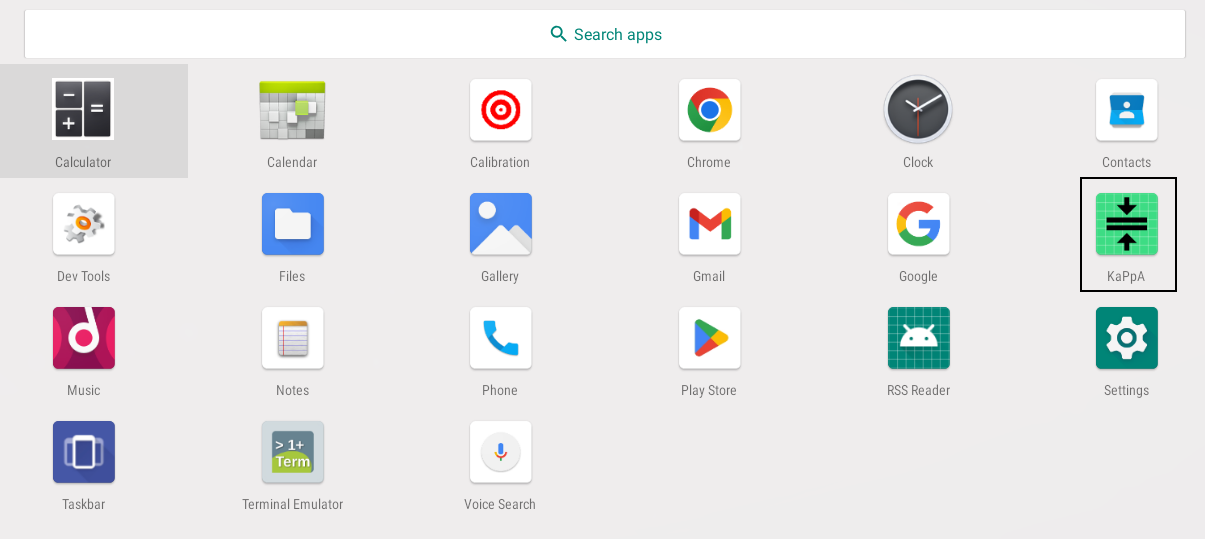 Search apps
Calculator
Calendar
Calibration
Chrome
Clock
Contacts
Dev Tools
Files
Gallery
Gmail
Google
KaPpA
Music
Notes
Phone
Play Store
RSS Reader
Settings
> 1+
Term
Taskbar
Terminal Emulator
Voice Search